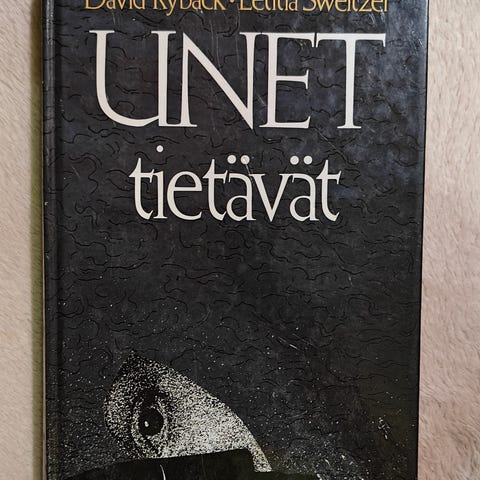 David Ryback • Letitia Sweitzer
UNET
tietävät